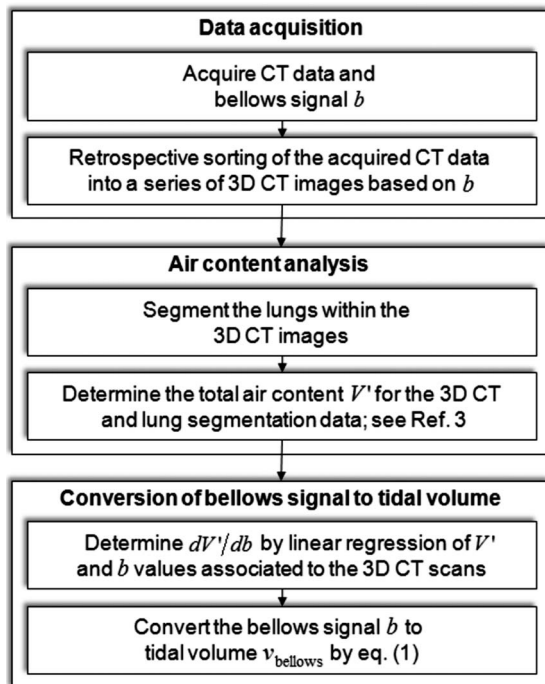 Data acquisition
Acquire CT data and
bellows signal b
Retrospective sorting of the acquired CT data
into a series of 3D CT images based on b
Air content analysis
Segment the lungs within the
3D CT images
Determine the total air content V' for the 3D CT
and lung segmentation data; see Ref. 3
Conversion of bellows signal to tidal volume
Determine dV'/db by linear regression of V'
and b values associated to the 3D CT scans
Convert the bellows signal b to
tidal volume v_bellows by eq. (1)